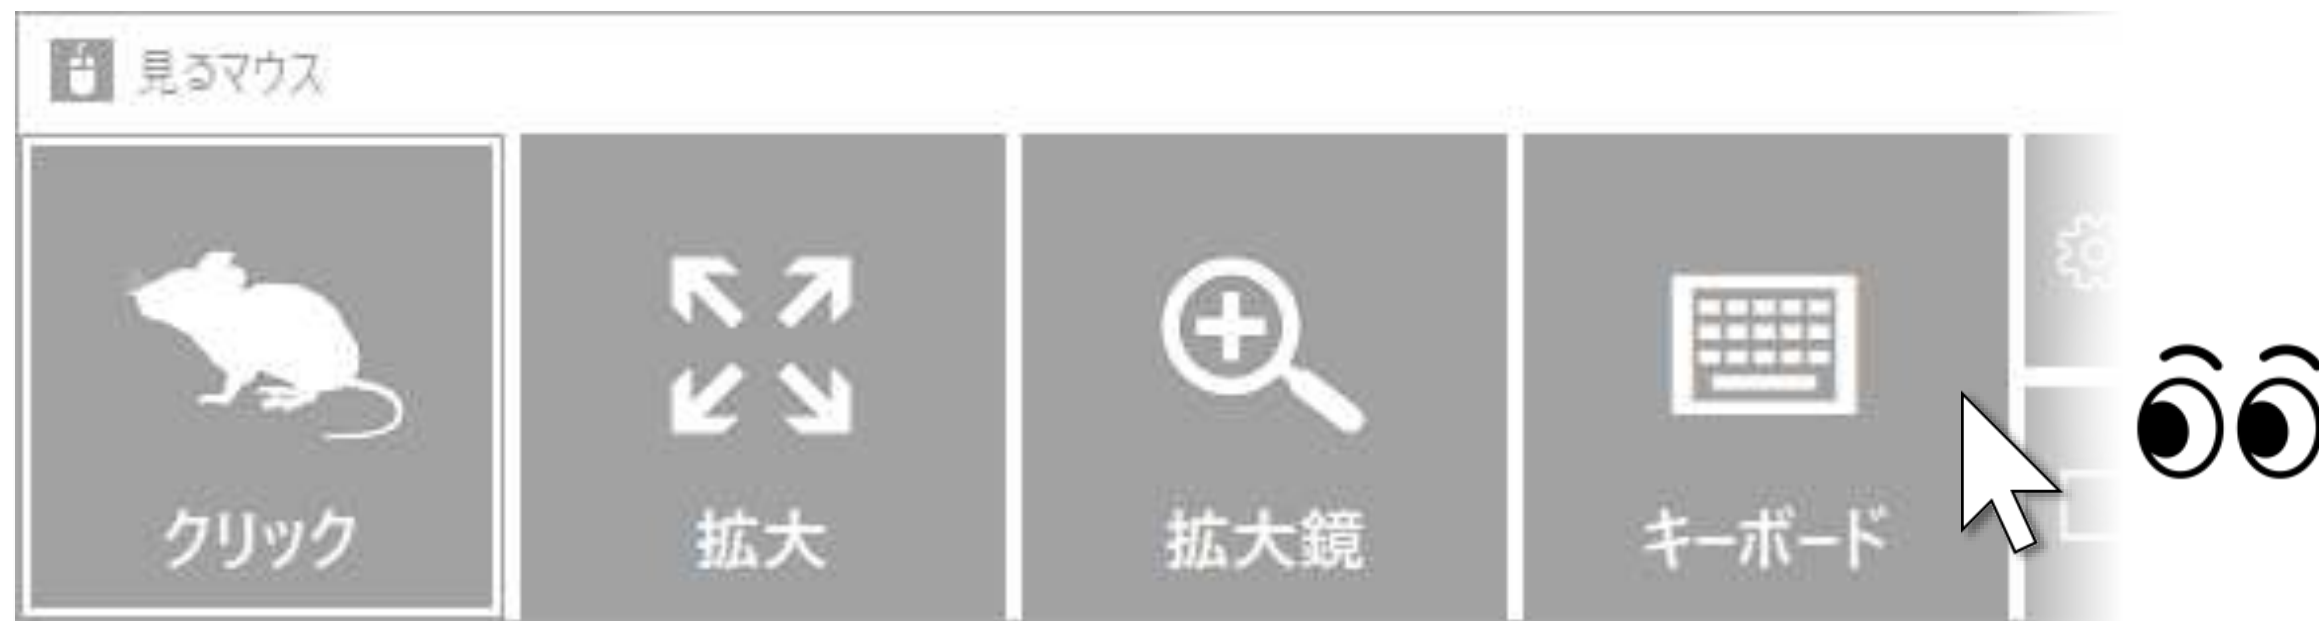 見るマウス
クリック
拡大
拡大鏡
キーボード